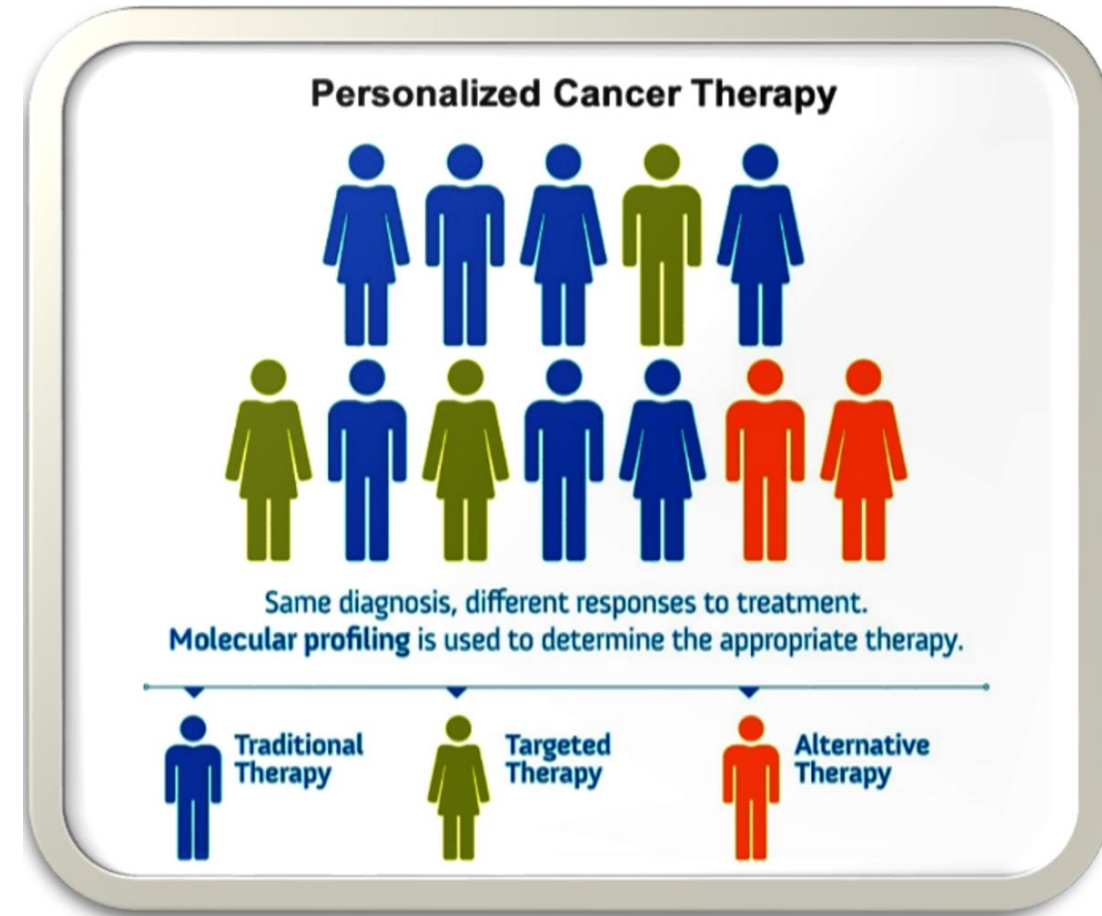 Personalized Cancer Therapy
Same diagnosis, different responses to treatment.
Molecular profiling is used to determine the appropriate therapy.
Traditional
Therapy
Targeted
Therapy
Alternative
Therapy